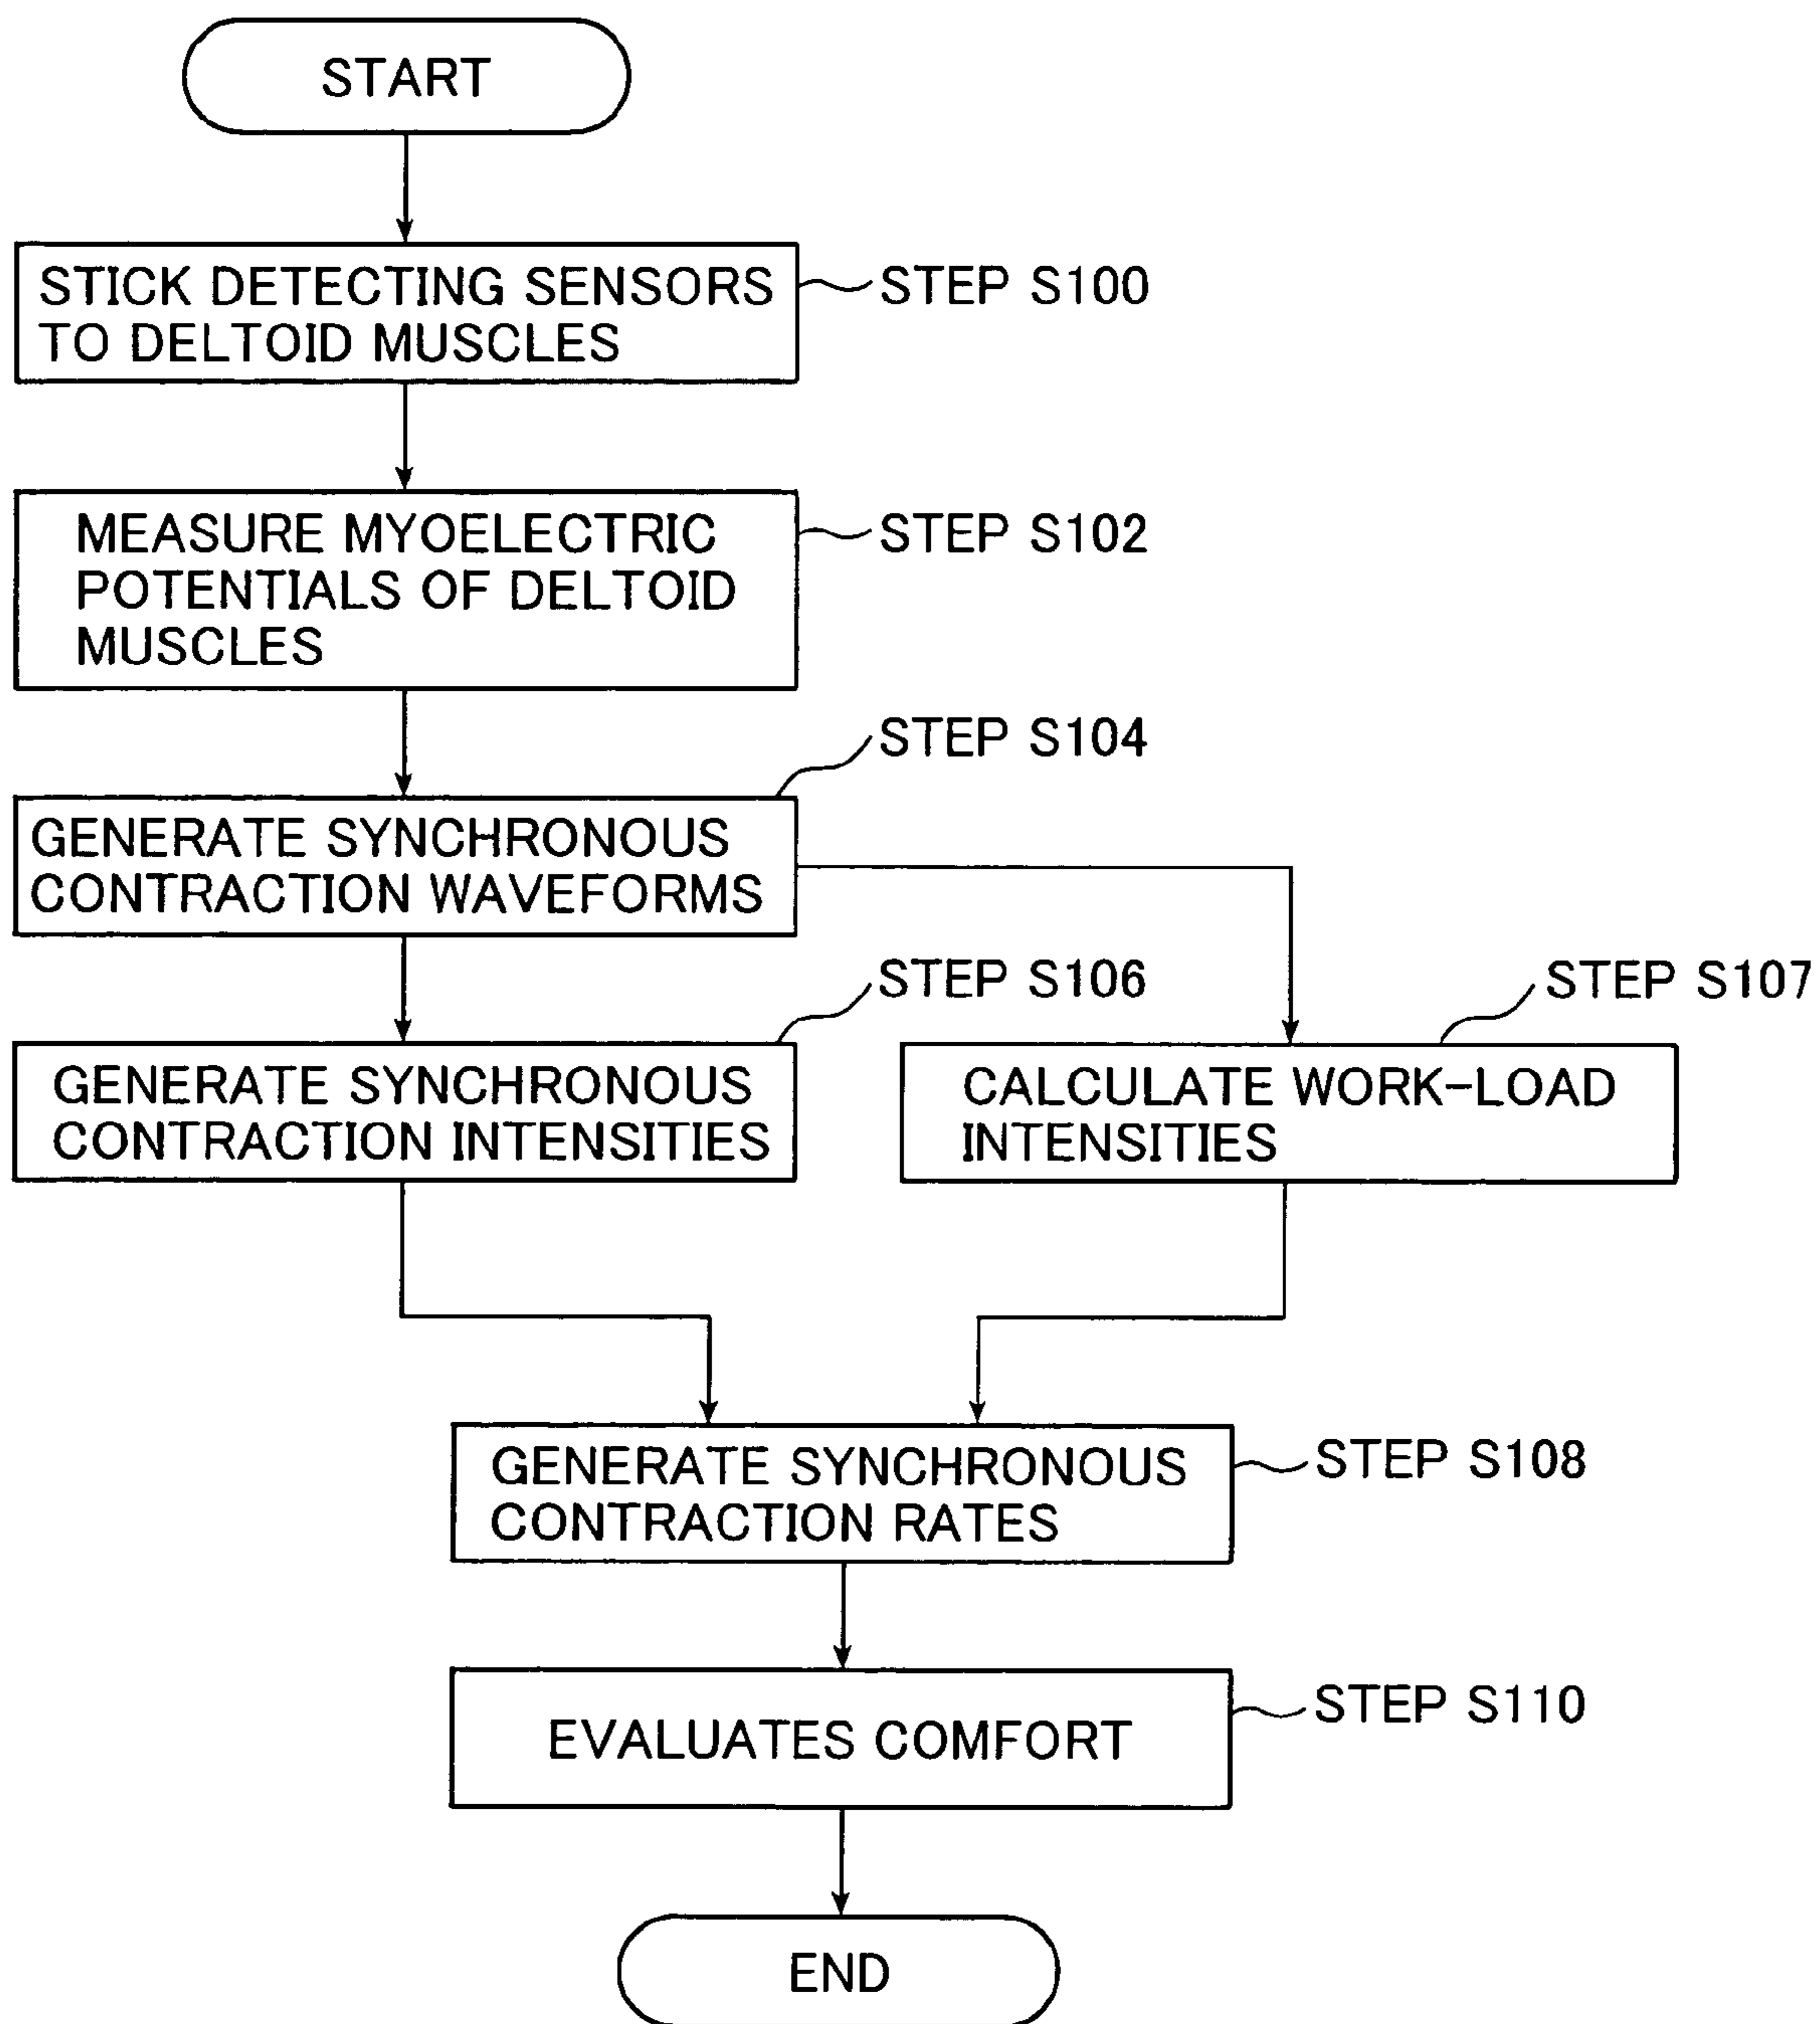 START
STICK DETECTING SENSORS
TO DELTOID MUSCLES
STEP S100
MEASURE MYOELECTRIC
POTENTIALS OF DELTOID
MUSCLES
STEP S102
STEP S104
GENERATE SYNCHRONOUS
CONTRACTION WAVEFORMS
STEP S106
GENERATE SYNCHRONOUS
CONTRACTION INTENSITIES
STEP S107
CALCULATE WORK-LOAD
INTENSITIES
GENERATE SYNCHRONOUS
CONTRACTION RATES
STEP S108
EVALUATES COMFORT
STEP S110
END